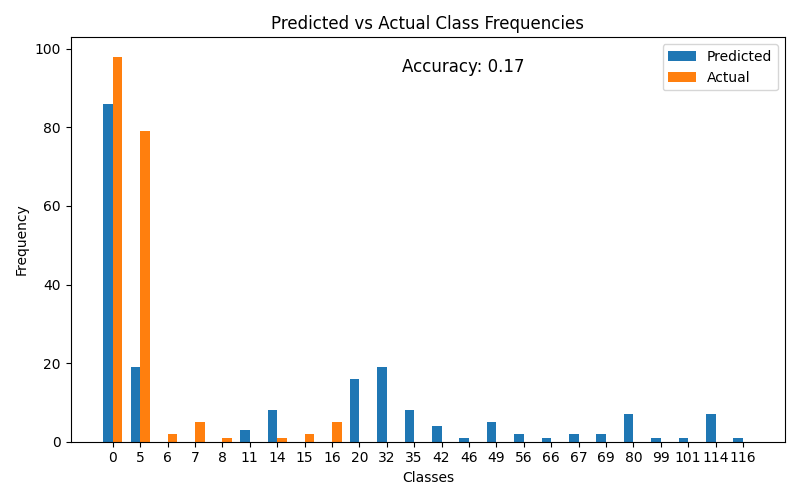 Predicted vs Actual Class Frequencies
Accuracy: 0.17
Predicted
Actual
Frequency
100
80
60
40
20
0
0 5 6 7 8 11 14 15 16 20 32 35 42 46 49 56 66 67 69 80 99 101 114 116
Classes